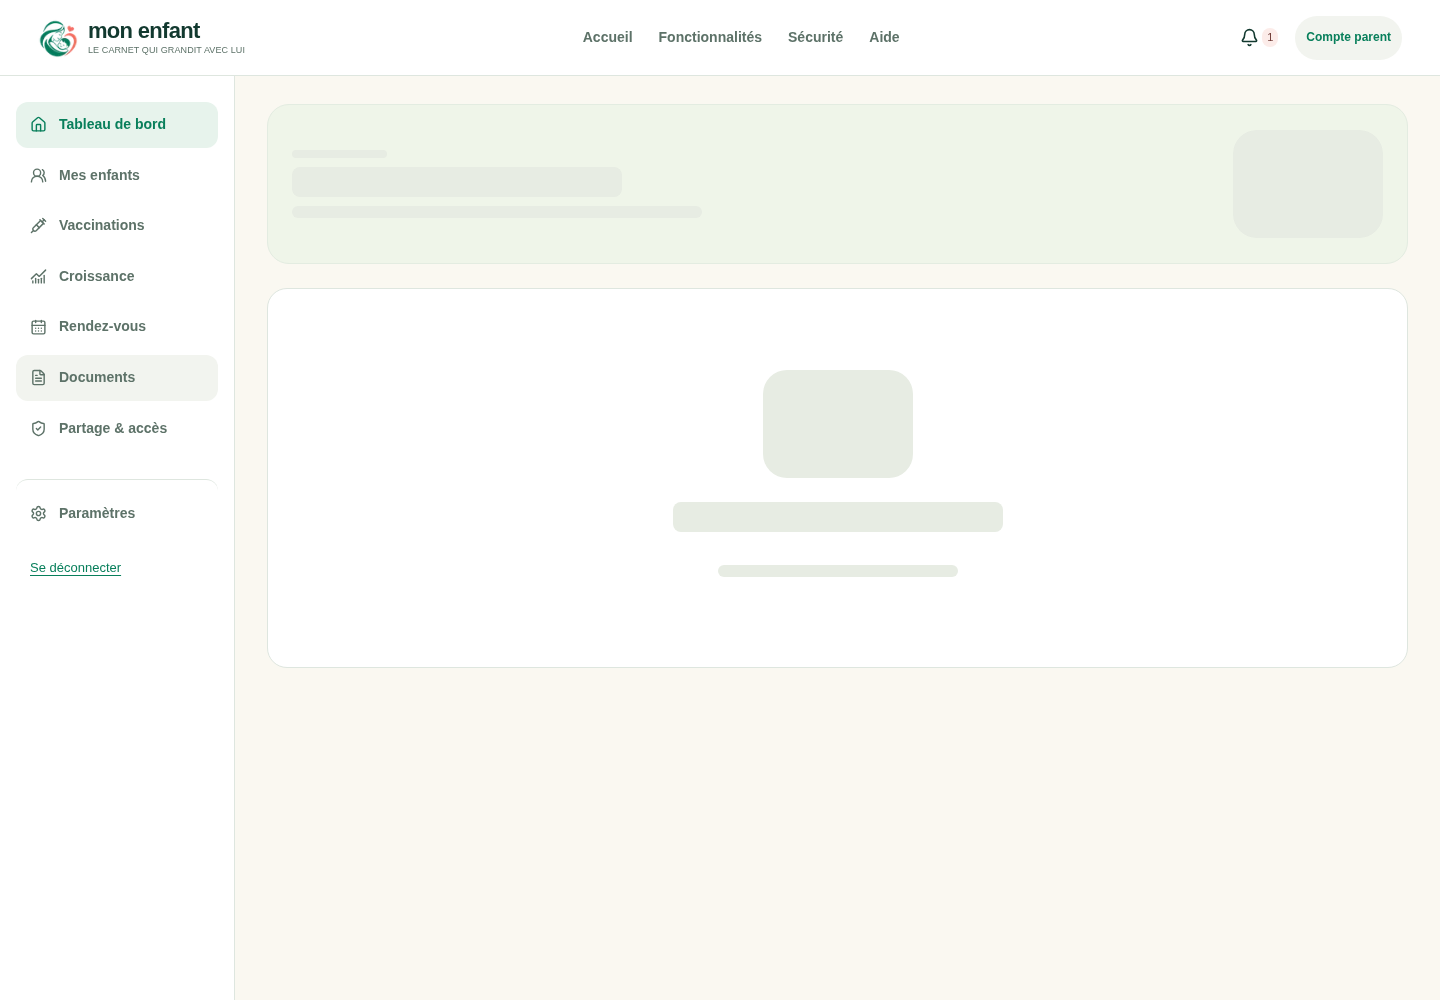 mon enfant
LE CARNET QUI GRANDIT AVEC LUI
Accueil
Fonctionnalités
Sécurité
Aide
1
Compte parent
Tableau de bord
Mes enfants
Vaccinations
Croissance
Rendez-vous
Documents
Partage & accès
Paramètres
Se déconnecter